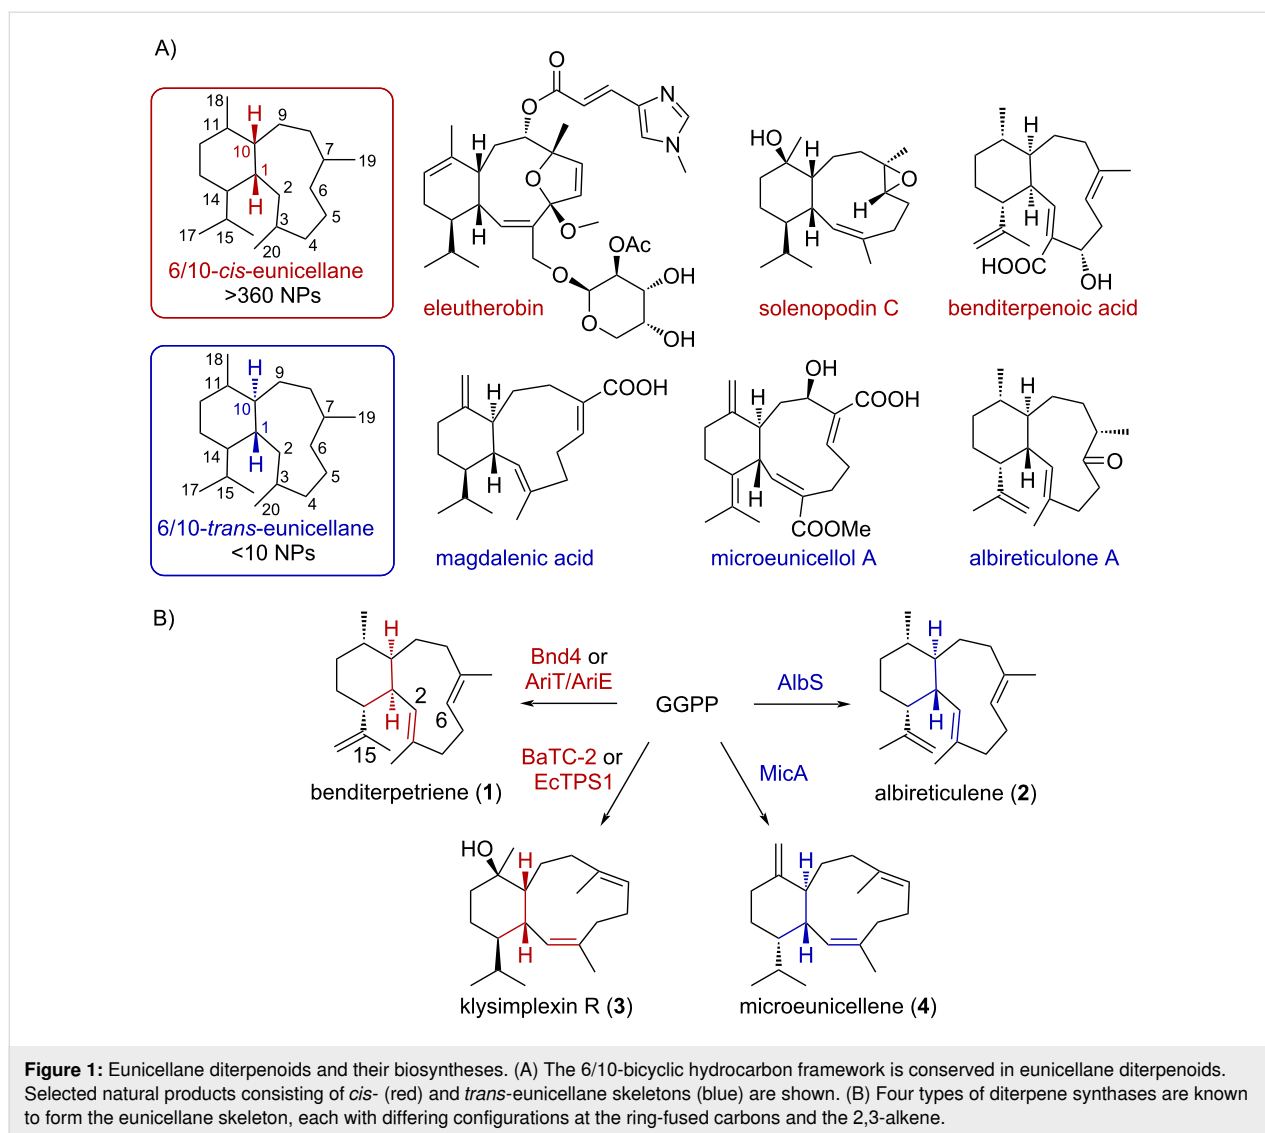 A)
18
H
9
11
10
7
19
1
2
6
14
H
5
3
17
15
4
20
6/10-cis-eunicellane
>360 NPs
O
O
N
N
H
O
H
O
OAc
O
OH
O
OH
eleutherobin
HO
H
O
H
H
solenopodin C
H
H
HOOC
OH
benditerpenoic acid
18
H
9
11
10
7
19
1
2
6
14
H
5
3
17
15
4
20
6/10-trans-eunicellane
<10 NPs
H
COOH
H
magdalenic acid
OH
H
COOH
H
COOMe
microeunicellol A
H
O
H
albireticulone A
B)
H
2
H
6
15
benditerpetriene (1)
Bnd4 or
AriT/AriE
GGPP
AlbS
BaTC-2 or
EcTPS1
MicA
H
H
albireticulene (2)
HO
H
H
klysimplexin R (3)
H
H
microeunicellene (4)
Figure 1: Eunicellane diterpenoids and their biosyntheses. (A) The 6/10-bicyclic hydrocarbon framework is conserved in eunicellane diterpenoids.
Selected natural products consisting of cis- (red) and trans-eunicellane skeletons (blue) are shown. (B) Four types of diterpene synthases are known
to form the eunicellane skeleton, each with differing configurations at the ring-fused carbons and the 2,3-alkene.